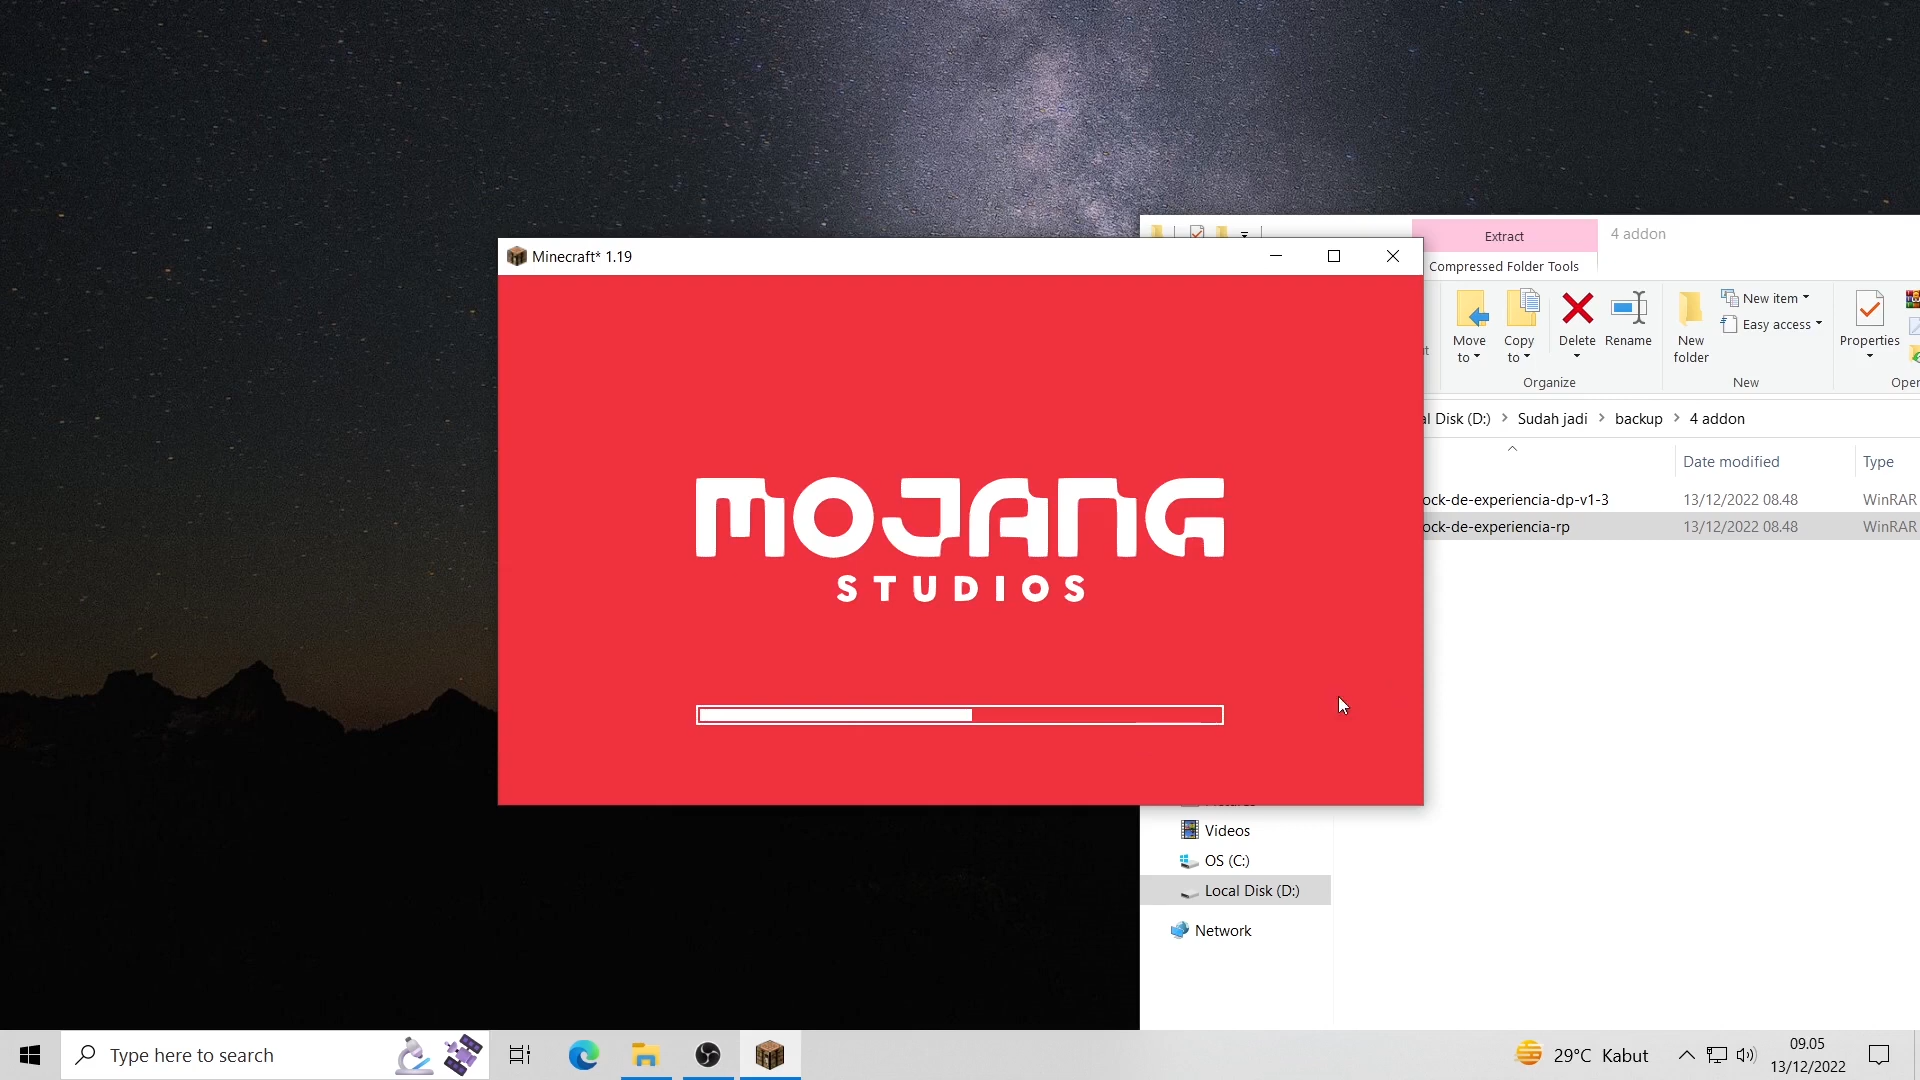 Extract
4 addon
Minecraft* 1.19
Compressed Folder Tools
Move to
Copy to
Delete
Rename
New folder
New item
Easy access
Properties
Organize
New
MOJANG
STUDIOS
Disk (D:) > Sudah jadi > backup > 4 addon
Date modified
Type
ock-de-experiencia-dp-v1-3
13/12/2022 08.48
WinRAR
ock-de-experiencia-rp
13/12/2022 08.48
WinRAR
Videos
OS (C:)
Local Disk (D:)
Network
Type here to search
29°C Kabut
09.05
13/12/2022